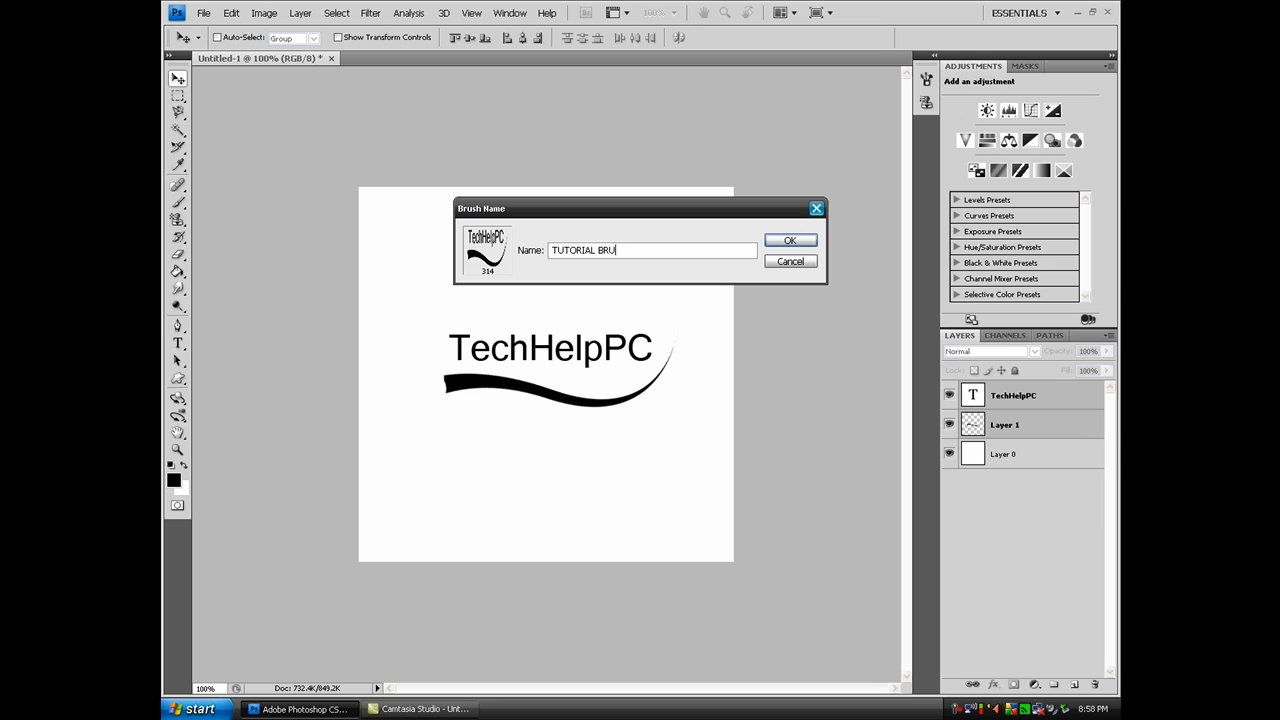 Ps File Edit Image Layer Select Filter Analysis 3D View Window Help Br 100% ESSENTIALS
Auto-Select: Group Show Transform Controls
Untitled-1 @ 100% (RGB/8) *
ADJUSTMENTS MASKS
Add an adjustment
Levels Presets
Curves Presets
Exposure Presets
Hue/Saturation Presets
Black & White Presets
Channel Mixer Presets
Selective Color Presets
Brush Name
TechHelpPC
314
Name: TUTORIAL BRU
OK
Cancel
TechHelpPC
LAYERS CHANNELS PATHS
Normal Opacity: 100%
Lock: Fill: 100%
T TechHelpPC
Layer 1
Layer 0
100% Doc: 732.4K/849.2K
start Ps Adobe Photoshop CS... Camtasia Studio - Unt... 8:58 PM